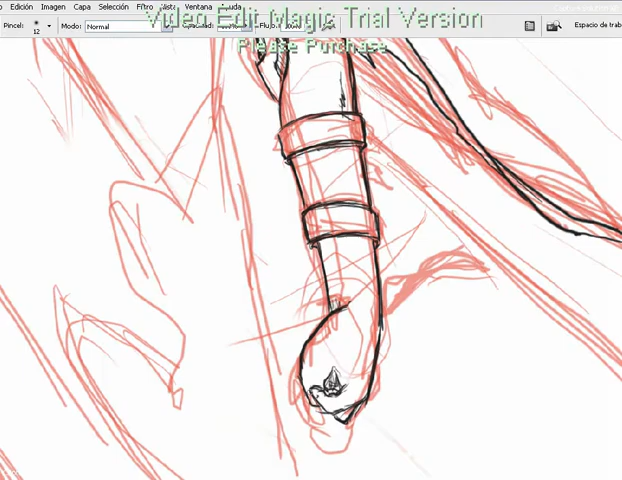 Video Edit Magic Trial Version
Edición Imagen Capa Selección Filtro Vista Ventana Ayuda
Please Purchase
Pincel: 12 Modo: Normal Espacio de trab